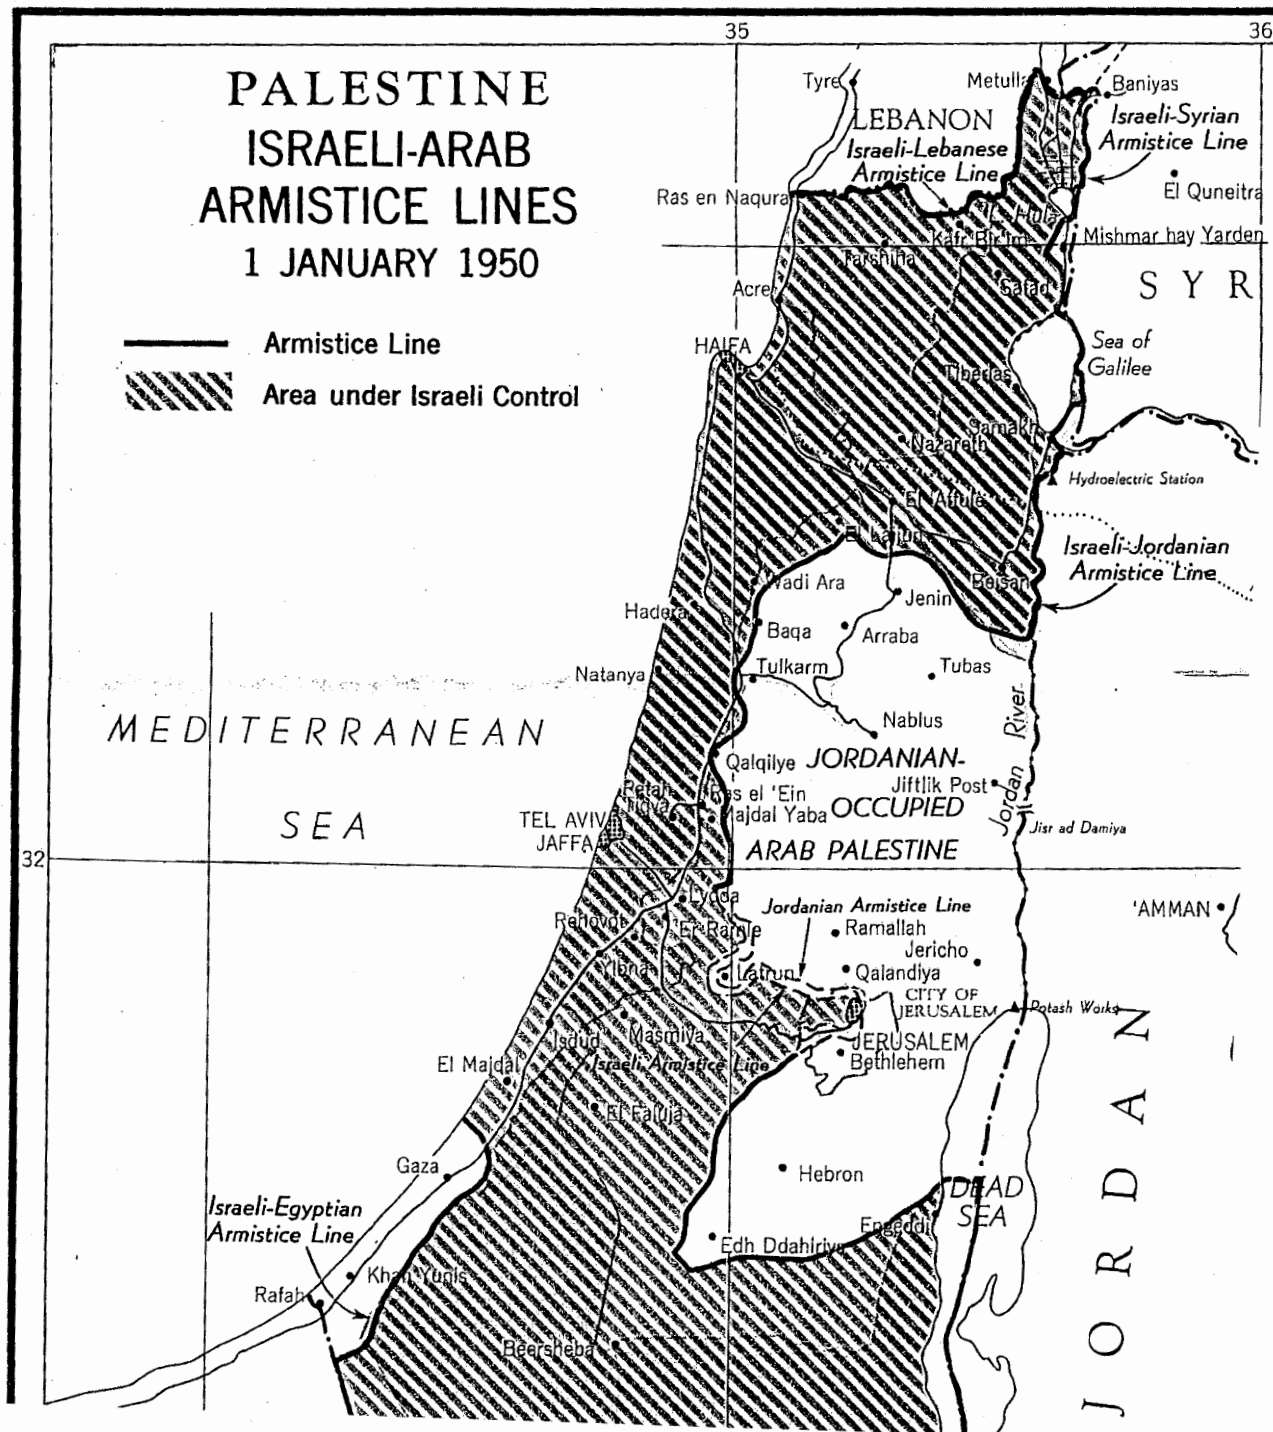 35
36
PALESTINE
ISRAELI-ARAB
ARMISTICE LINES
1 JANUARY 1950
Armistice Line
Area under Israeli Control
Tyre
Metulla
Baniyas
LEBANON
Israeli-Lebanese
Armistice Line
Israeli-Syrian
Armistice Line
El Quneitra
Ras en Naqura
L. Hula
Kafr Bir'im
Mishmar hay Yarden
Tarshiha
Safad
SYR
Acre
HAIFA
Sea of
Galilee
Tiberias
Samakh
Nazareth
Hydroelectric Station
El 'Affule
El Lajjun
Israeli-Jordanian
Armistice Line
Wadi Ara
Beisan
Jenin
Hadera
Baqa
Arraba
Natanya
Tulkarm
Tubas
MEDITERRANEAN
SEA
Nablus
Jordan River
Qalqilye
JORDANIAN-
OCCUPIED
ARAB PALESTINE
Jiftlik Post
Petah
Tiqva
Ras el 'Ein
Majdal Yaba
TEL AVIV
JAFFA
Jisr ad Damiya
32
Lydda
Jordanian Armistice Line
'AMMAN
Rehovot
Er Ramle
Ramallah
Jericho
Yibna
Latrun
Qalandiya
CITY OF
JERUSALEM
Potash Works
Isdud
Masmiya
JERUSALEM
Bethlehem
El Majdal
Israeli Armistice Line
El Faluja
Gaza
Hebron
DEAD
SEA
Israeli-Egyptian
Armistice Line
Engeddi
Edh Ddahiriya
Khan Yunis
Rafah
Beersheba
JORDAN